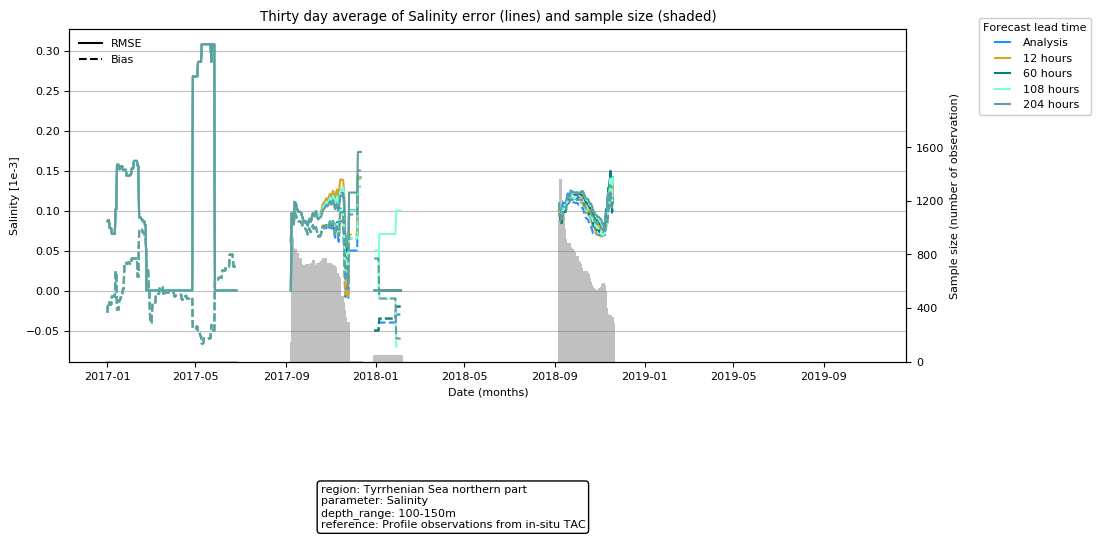 Thirty day average of Salinity error (lines) and sample size (shaded)
Forecast lead time
Analysis
12 hours
60 hours
108 hours
204 hours
RMSE
Bias
0.30
0.25
0.20
0.15
0.10
0.05
0.00
−0.05
Salinity [1e-3]
1600
1200
800
400
0
Sample size (number of observation)
2017-01 2017-05 2017-09 2018-01 2018-05 2018-09 2019-01 2019-05 2019-09
Date (months)
region: Tyrrhenian Sea northern part
parameter: Salinity
depth_range: 100-150m
reference: Profile observations from in-situ TAC